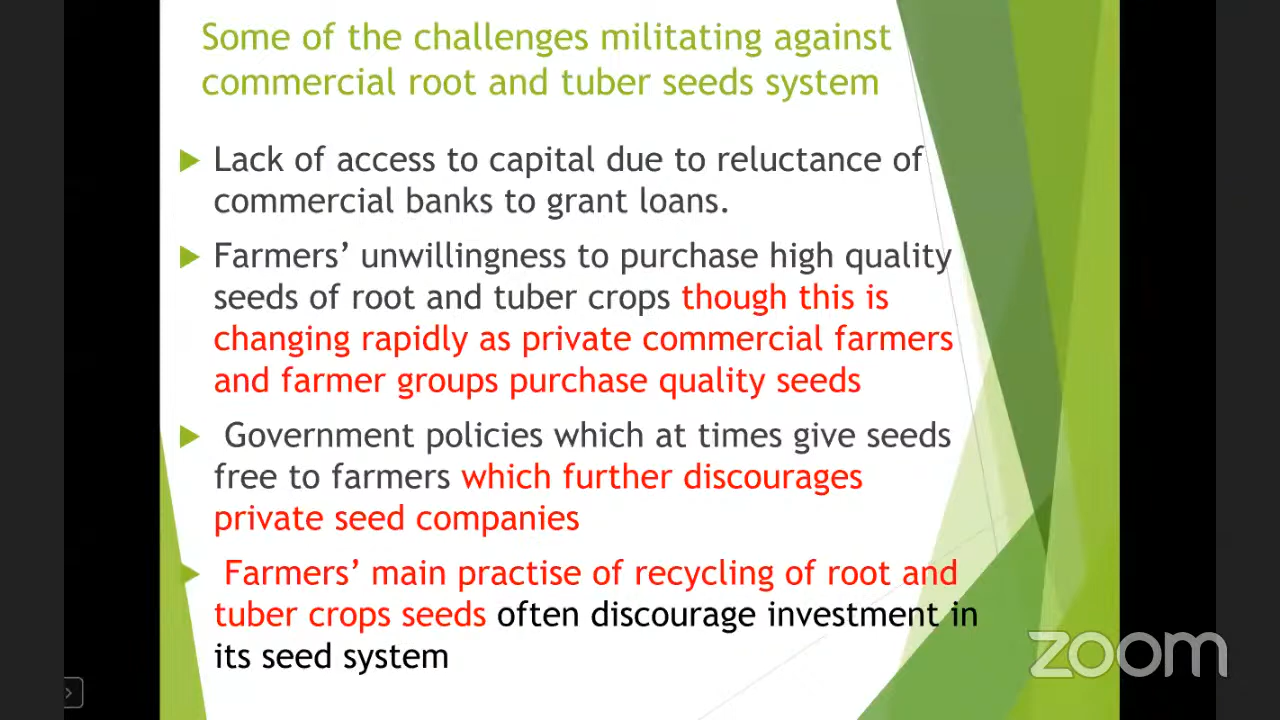 Some of the challenges militating against
commercial root and tuber seeds system
Lack of access to capital due to reluctance of
commercial banks to grant loans.
Farmers’ unwillingness to purchase high quality
seeds of root and tuber crops though this is
changing rapidly as private commercial farmers
and farmer groups purchase quality seeds
Government policies which at times give seeds
free to farmers which further discourages
private seed companies
Farmers’ main practise of recycling of root and
tuber crops seeds often discourage investment in
its seed system
zoom